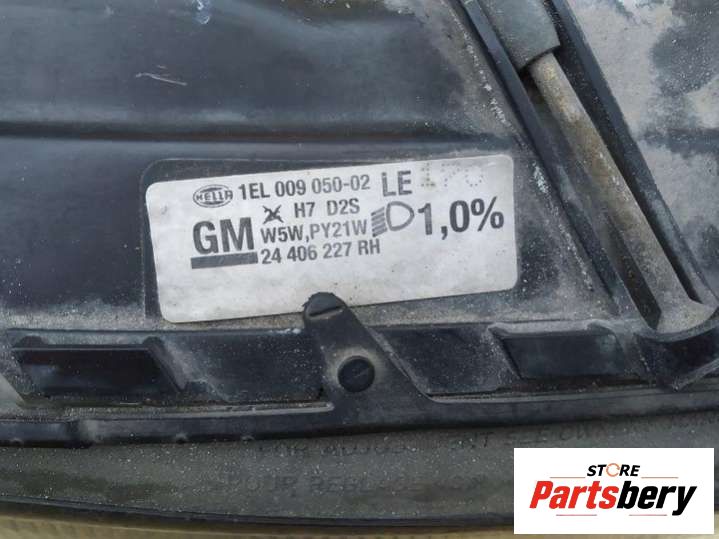 HELLA 1EL 009 050-02 LE
H7 D2S
GM W5W,PY21W 1,0%
24 406 227 RH
STORE
Partsbery